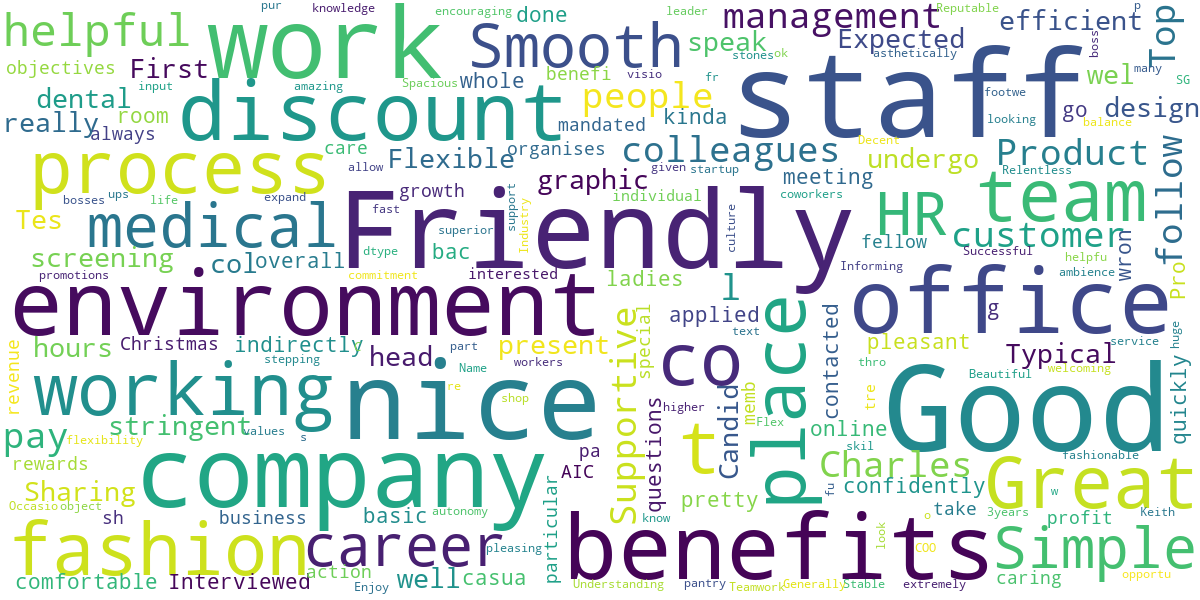 pur knowledge encouraging done leader Reputable p
helpful work Smooth speak management Expected efficient Top
objectives First input amazing Spacious whole benefi visio stones ok asthetically boss wel mahy SG
dental discount people fr staff footwe go design
really room always mandated kinda looking balance
process care Flexible organises colleagues Decent undergo Product follow
allow given startup meeting Relentless
bosses ups life expand fast growth graphic individual coworkers HR team
Tes medical Friendly superior support Industry culture customer
screening col overall dtype bac fellow Successful helpfu wron Pro
promotions commitment interested ladies l Informing ambience
environment special applied office g
revenue hours Christmas indirectly text contacted pleasant service huge
stepping head part present Supportive co place thro Typical quickly
working nice Name workers re shop memb Candid tre Beautiful welcoming Good
pay stringent values s higher Flex online
flexibility questions t skil fashionable
rewards company pa Charles Great
Sharing AIC pretty fu confidently w
Occasio object sh business basic autonomy particular know take 3years profit Keith
fashion career pleasing benefits look o COO Simple
comfortable Interviewed action Enjoy well casua Understanding pantry Teamwork Generally Stable extremely caring opportu